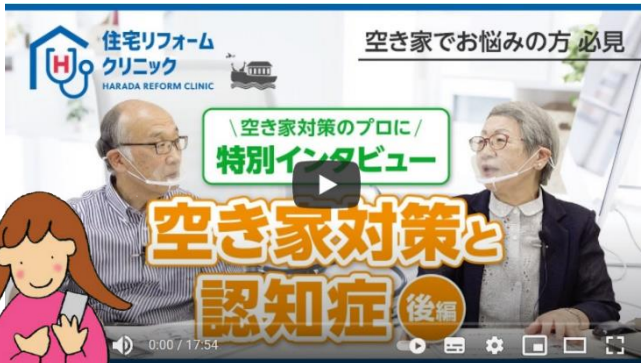 住宅リフォーム
クリニック
HARADA REFORM CLINIC
空き家でお悩みの方 必見
\空き家対策のプロに/
特別インタビュー
空き家対策と
認知症 後編
0:00 / 17:54